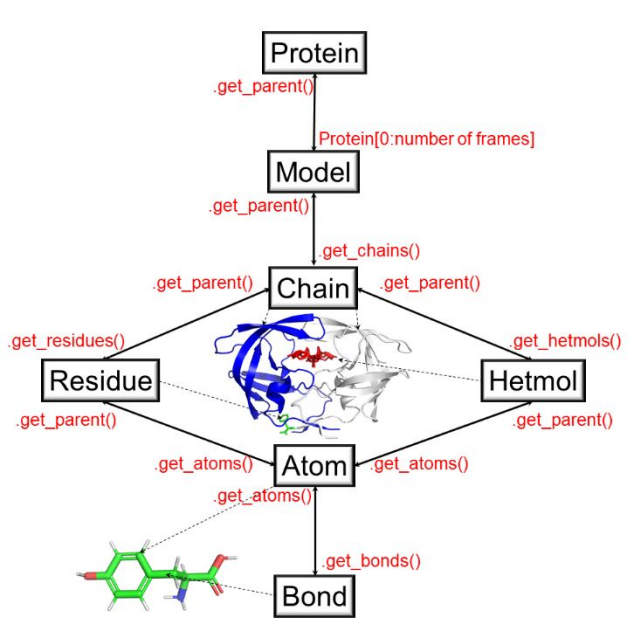 Protein
.get_parent()
Protein[0:number of frames]
Model
.get_parent()
.get_chains()
.get_parent()
Chain
.get_parent()
.get_residues()
.get_hetmols()
Residue
Hetmol
.get_parent()
.get_parent()
.get_atoms()
Atom
.get_atoms()
.get_atoms()
.get_bonds()
Bond